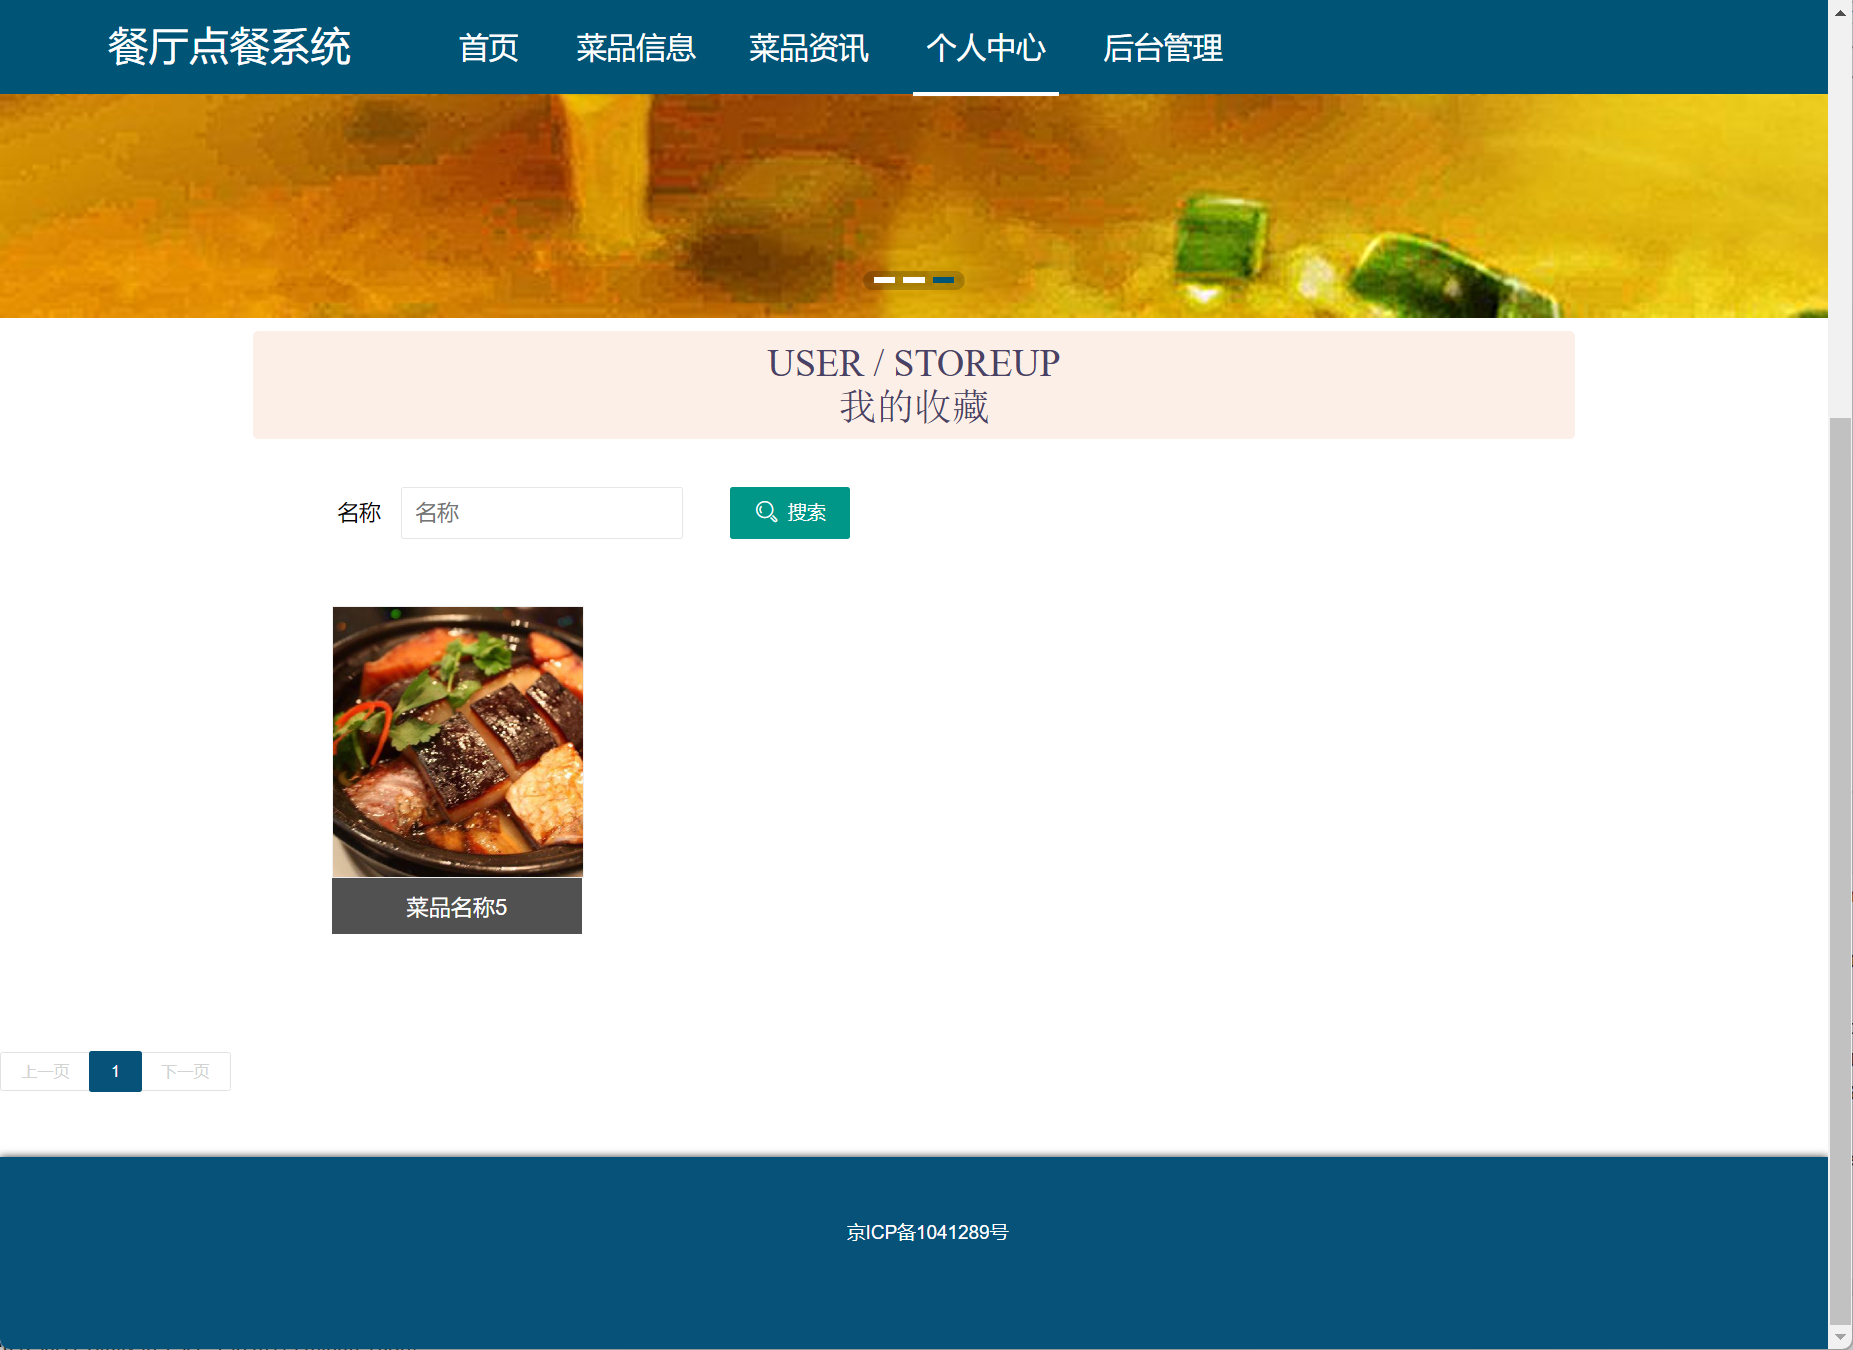 餐厅点餐系统 首页 菜品信息 菜品资讯 个人中心 后台管理
USER / STOREUP
我的收藏
名称 名称 搜索
菜品名称5
上一页 1 下一页
京ICP备1041289号